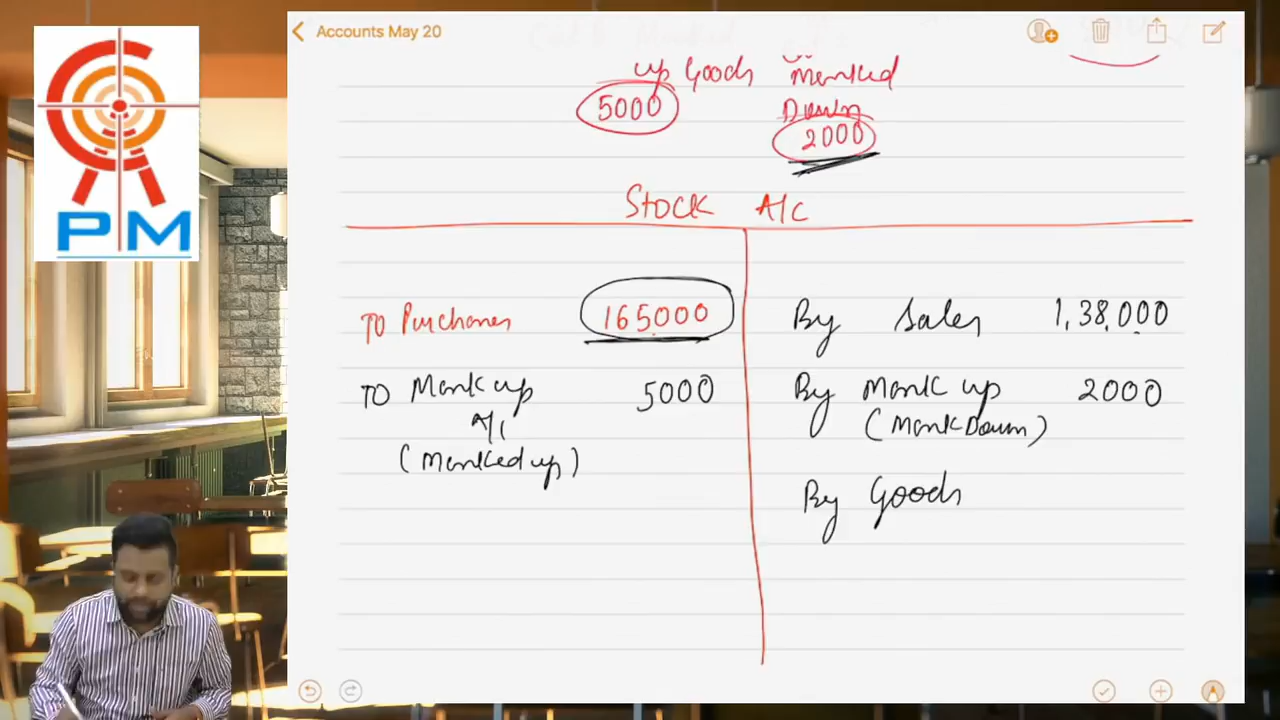 Accounts May 20
up Goods Marked
5000 Down
2000
PM
Stock A/C
To Purchases 165000 By Sales 1,38,000
To Mark up 5000 By Mark up 2000
A/C (Mark Down)
(Marked up)
By Goods